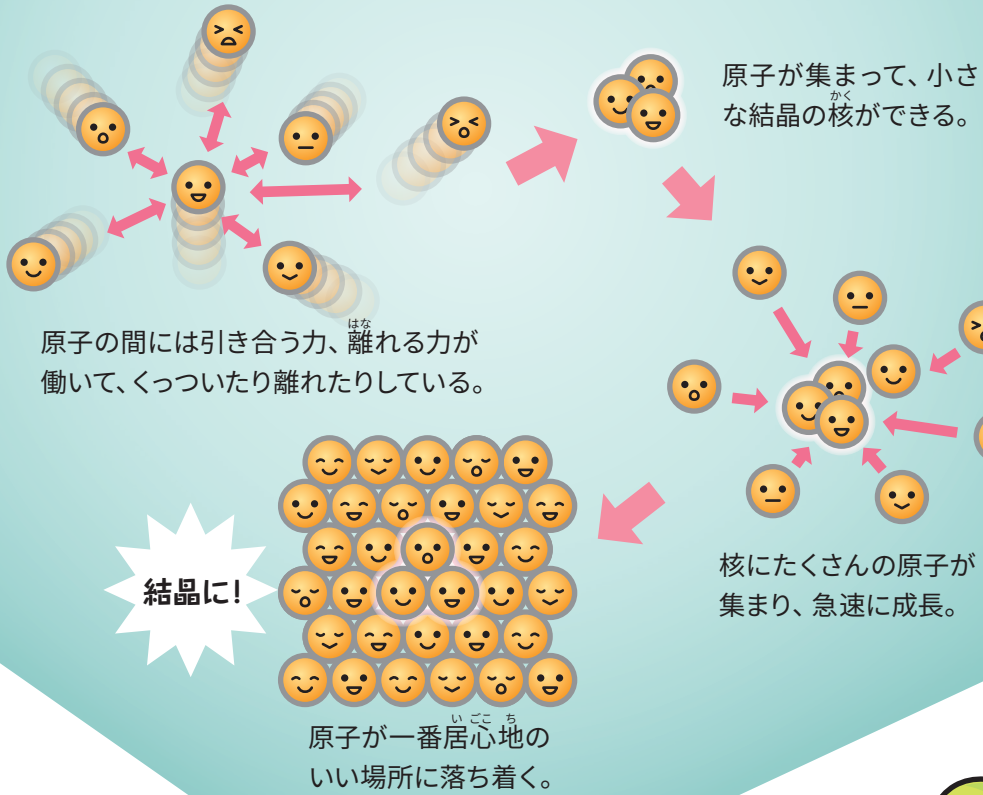 原子の間には引き合う力、離れる力が
働いて、くっついたり離れたりしている。
原子が集まって、小さ
な結晶の核ができる。
核にたくさんの原子が
集まり、急速に成長。
結晶に!
原子が一番居心地の
いい場所に落ち着く。